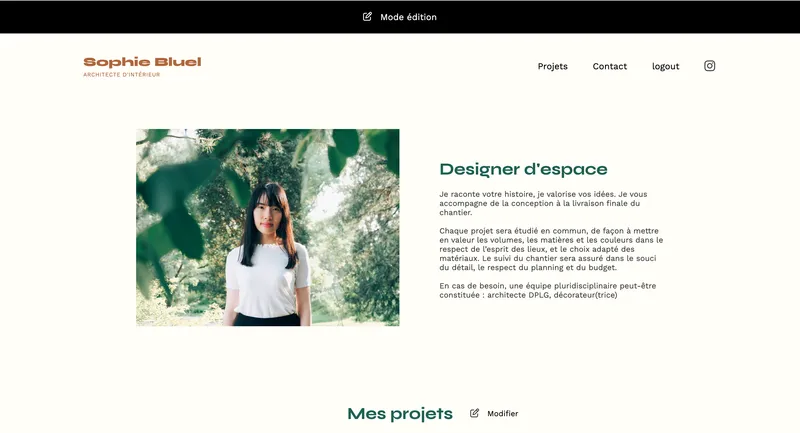 Mode édition
Sophie Bluel
ARCHITECTE D'INTÉRIEUR
Projets
Contact
logout
Designer d'espace
Je raconte votre histoire, je valorise vos idées. Je vous
accompagne de la conception à la livraison finale du
chantier.
Chaque projet sera étudié en commun, de façon à mettre
en valeur les volumes, les matières et les couleurs dans le
respect de l'esprit des lieux, et le choix adapté des
matériaux. Le suivi du chantier sera assuré dans le souci
du détail, le respect du planning et du budget.
En cas de besoin, une équipe pluridisciplinaire peut-être
constituée : architecte DPLG, décorateur(trice)
Mes projets
Modifier